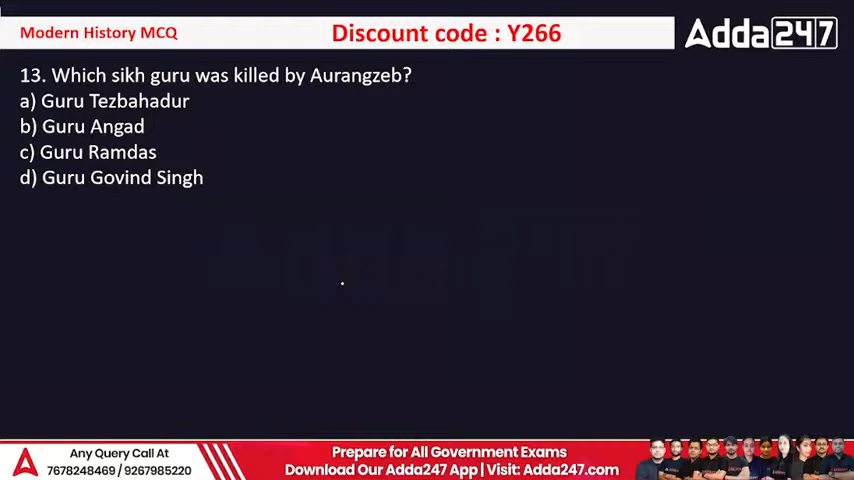 Modern History MCQ
Discount code : Y266
Adda247
13. Which sikh guru was killed by Aurangzeb?
a) Guru Tezbahadur
b) Guru Angad
c) Guru Ramdas
d) Guru Govind Singh
Adda247
Any Query Call At
7678248469 / 9267985220
Prepare for All Government Exams
Download Our Adda247 App | Visit: Adda247.com